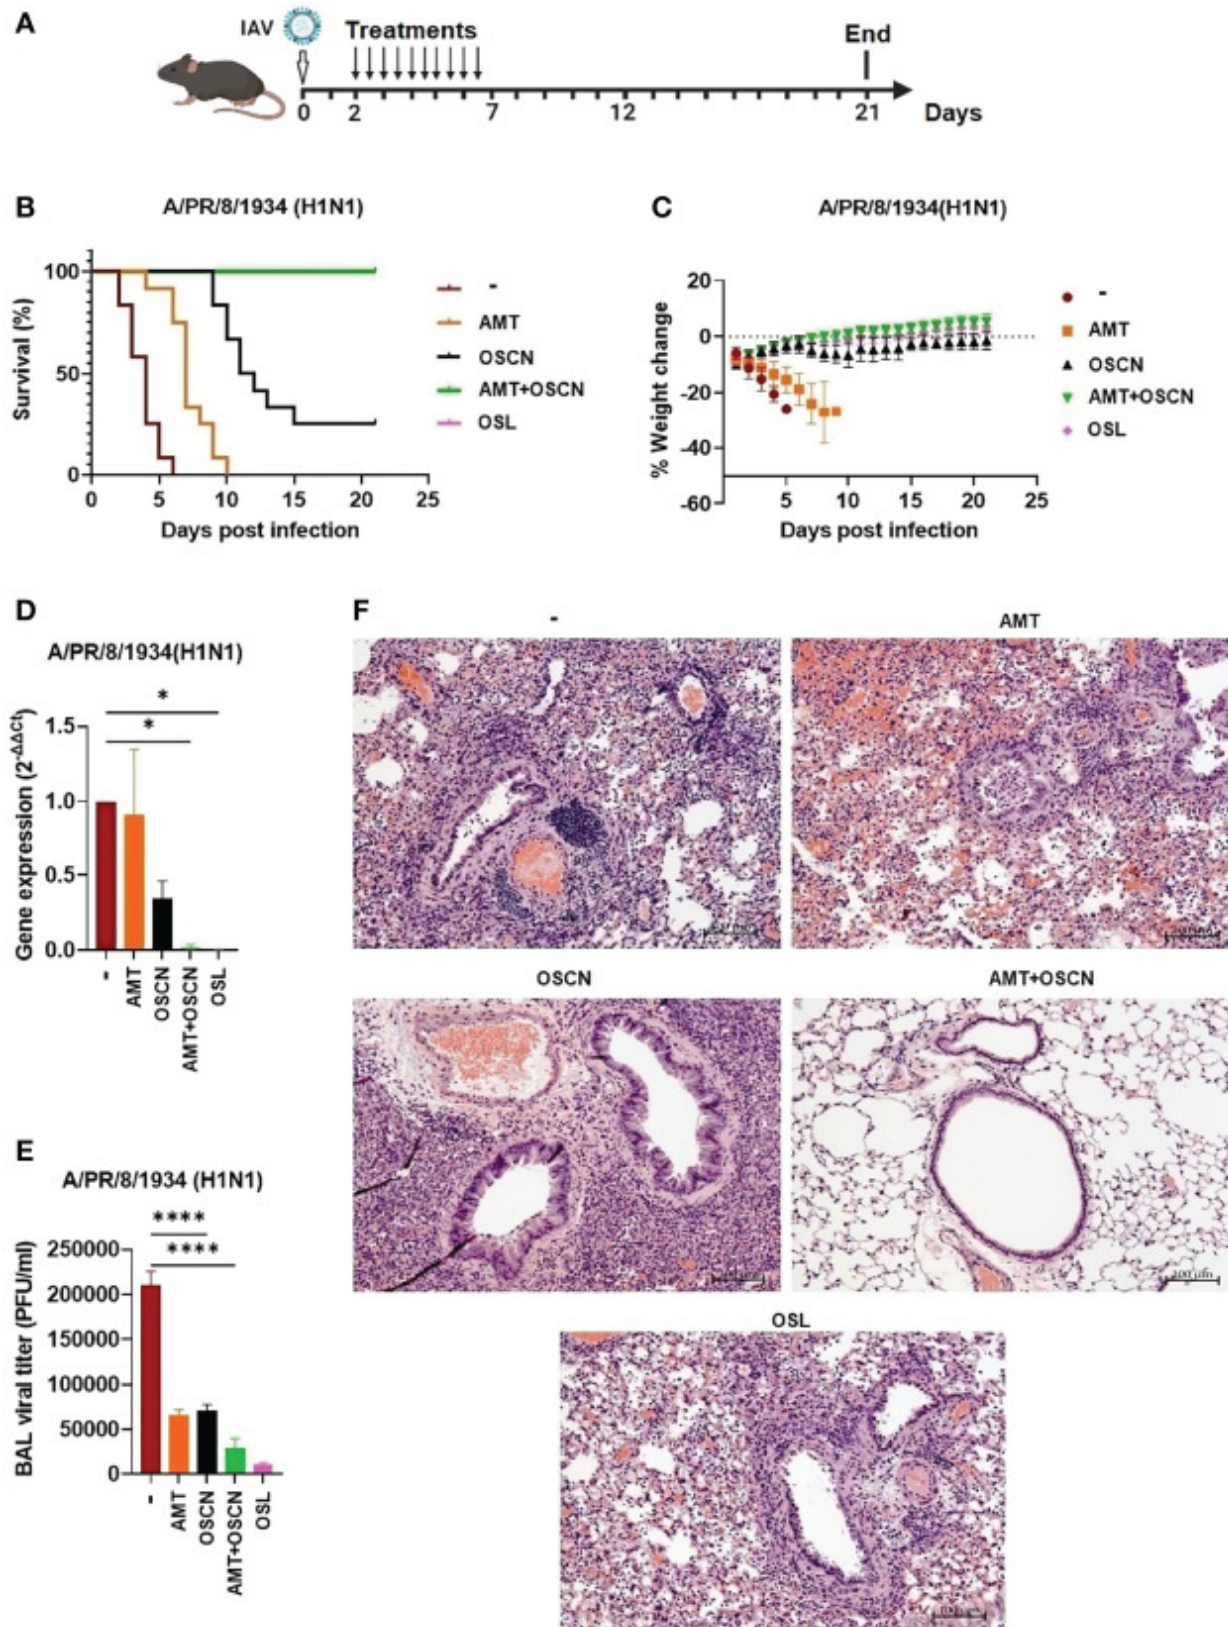 A
IAV
Treatments
End
0
2
7
12
21
Days
B
A/PR/8/1934 (H1N1)
Survival (%)
100
50
0
0
5
10
15
20
25
Days post infection
-
AMT
OSCN
AMT+OSCN
OSL
C
A/PR/8/1934(H1N1)
% Weight change
20
0
-20
-40
-60
5
10
15
20
25
Days post infection
-
AMT
OSCN
AMT+OSCN
OSL
D
A/PR/8/1934(H1N1)
Gene expression (2^-ΔΔCt)
1.5
1.0
0.5
0.0
*
*
-
AMT
OSCN
AMT+OSCN
OSL
E
A/PR/8/1934 (H1N1)
BAL viral titer (PFU/ml)
250000
200000
150000
100000
50000
0
****
****
-
AMT
OSCN
AMT+OSCN
OSL
F
-
AMT
OSCN
AMT+OSCN
100 µm
OSL